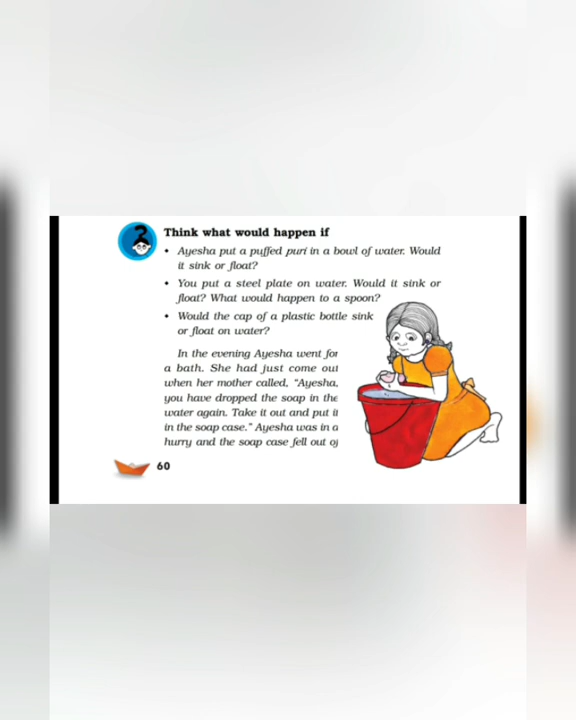 Think what would happen if
• Ayesha put a puffed puri in a bowl of water. Would
it sink or float?
• You put a steel plate on water. Would it sink or
float? What would happen to a spoon?
• Would the cap of a plastic bottle sink
or float on water?
In the evening Ayesha went for
a bath. She had just come out
when her mother called, “Ayesha,
you have dropped the soap in the
water again. Take it out and put it
in the soap case.” Ayesha was in a
hurry and the soap case fell out of
60